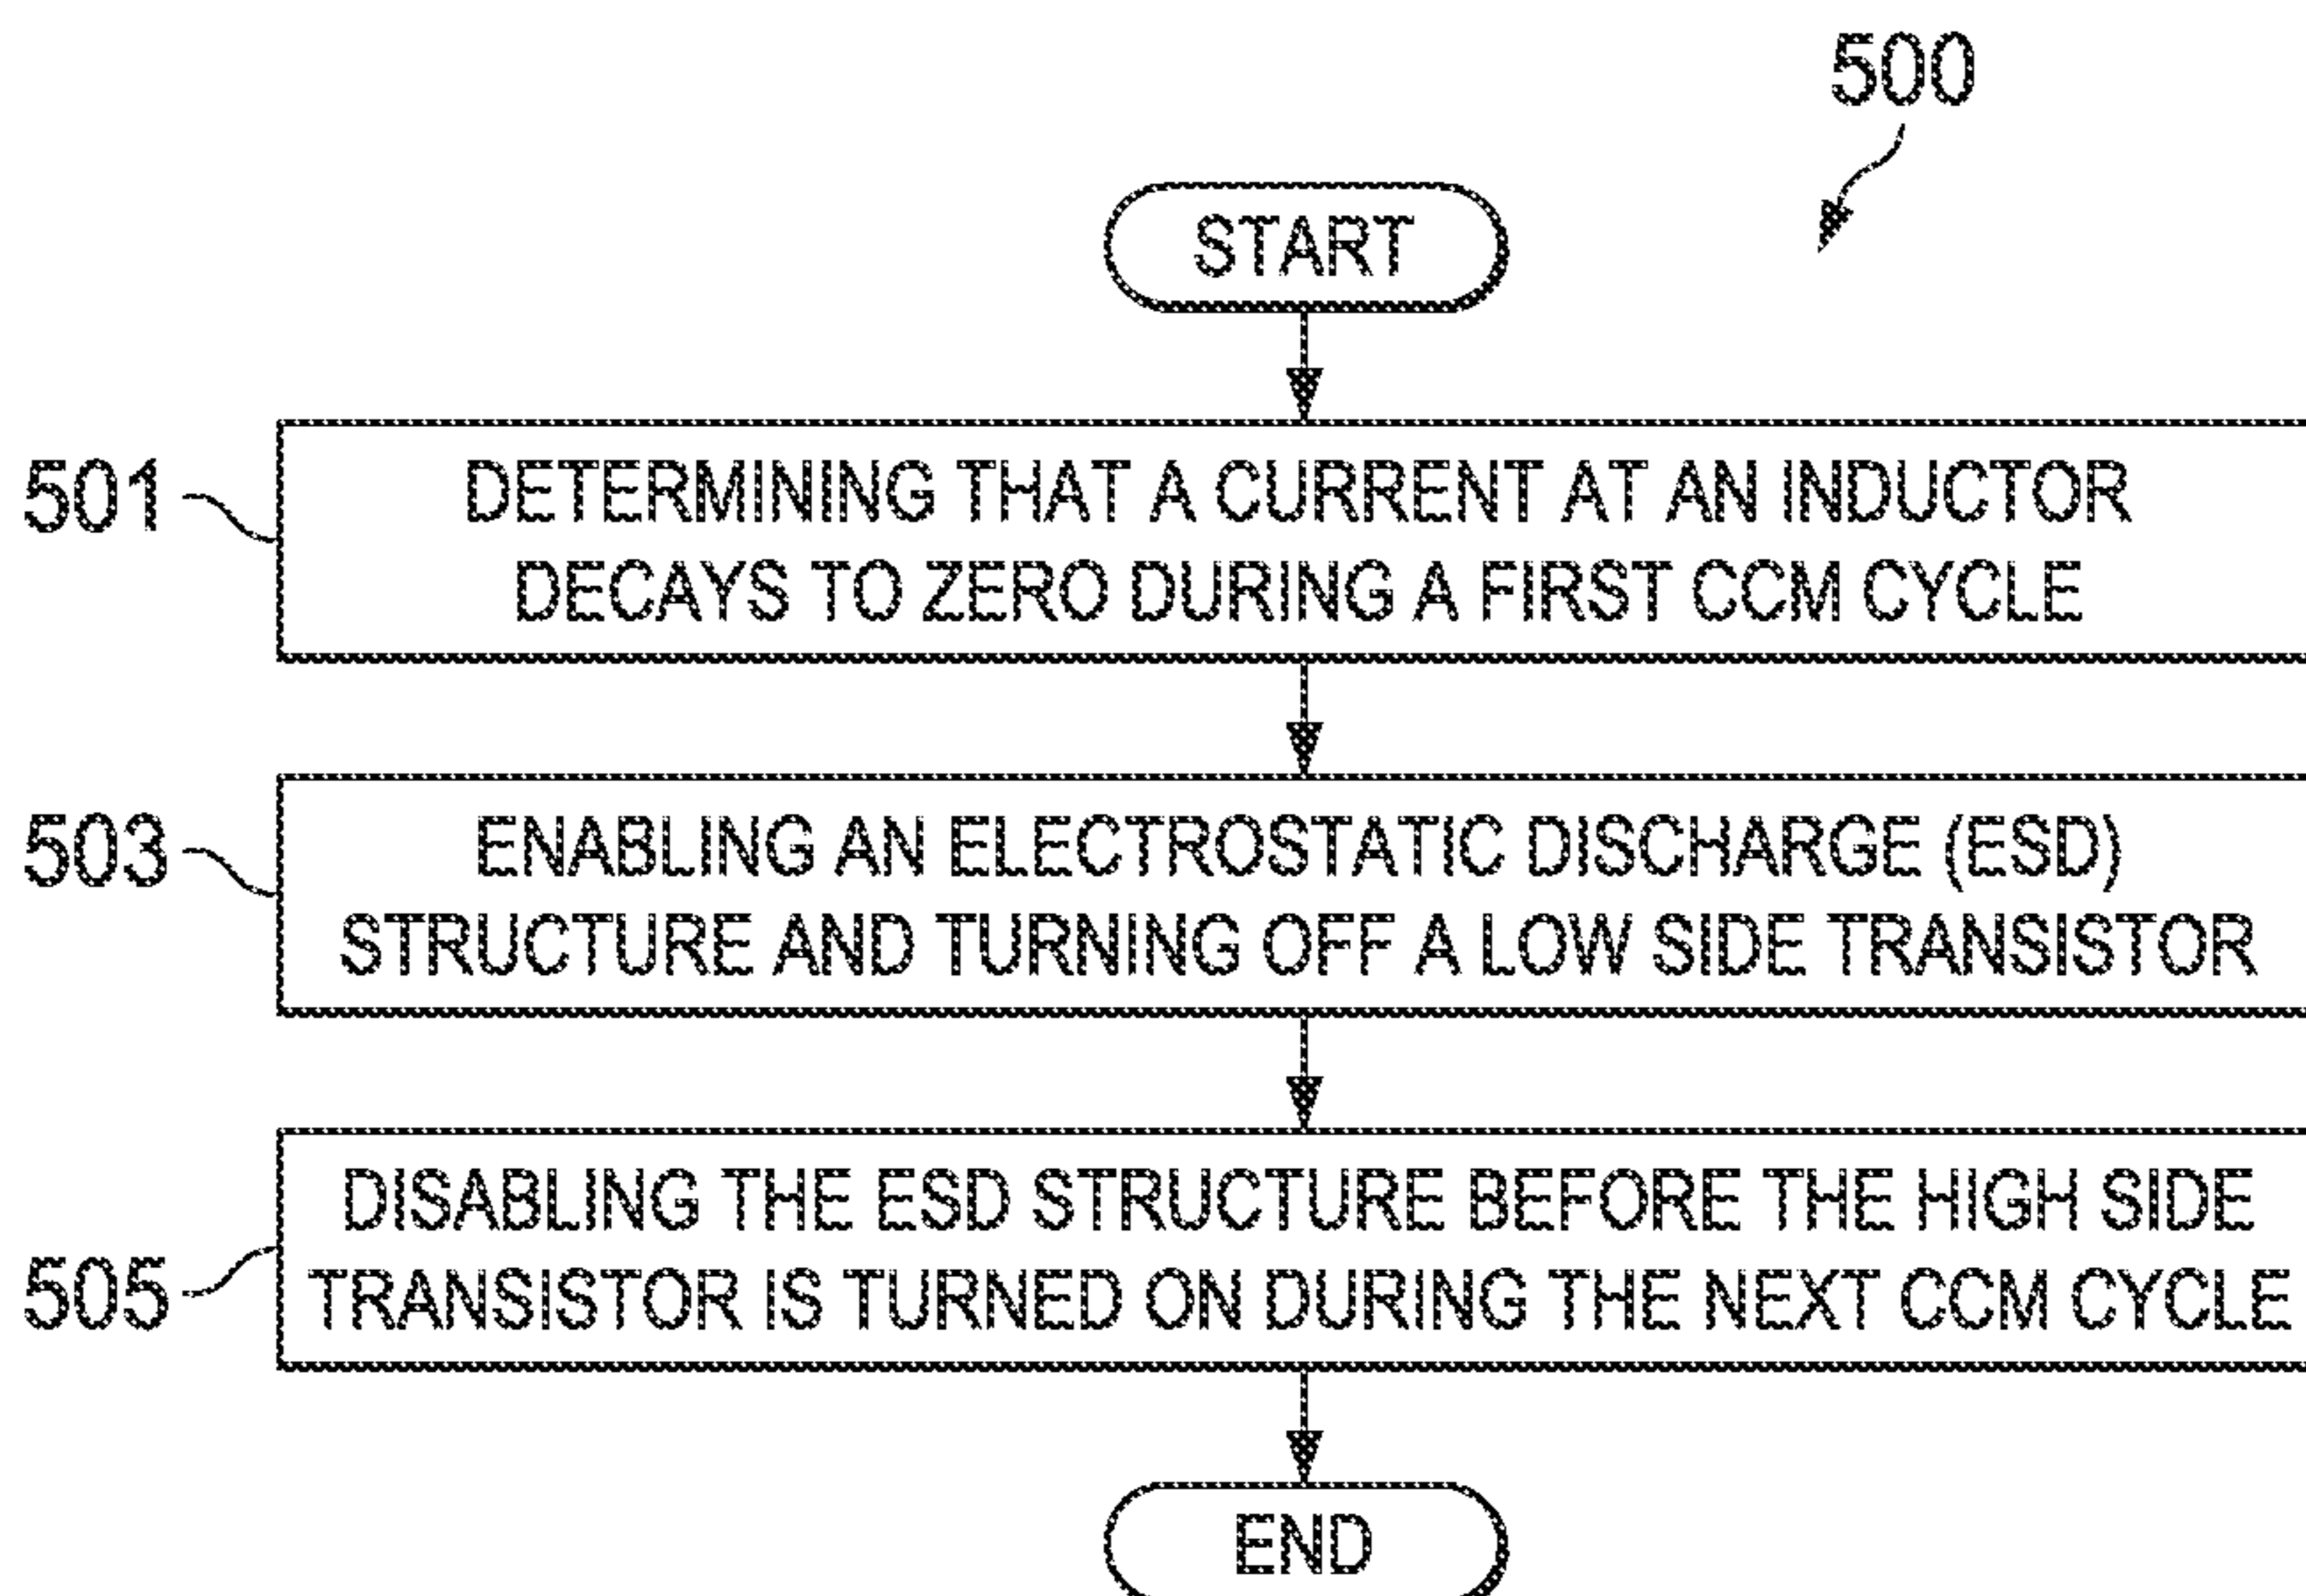 500
START
501
DETERMINING THAT A CURRENT AT AN INDUCTOR
DECAYS TO ZERO DURING A FIRST CCM CYCLE
503
ENABLING AN ELECTROSTATIC DISCHARGE (ESD)
STRUCTURE AND TURNING OFF A LOW SIDE TRANSISTOR
505
DISABLING THE ESD STRUCTURE BEFORE THE HIGH SIDE
TRANSISTOR IS TURNED ON DURING THE NEXT CCM CYCLE
END